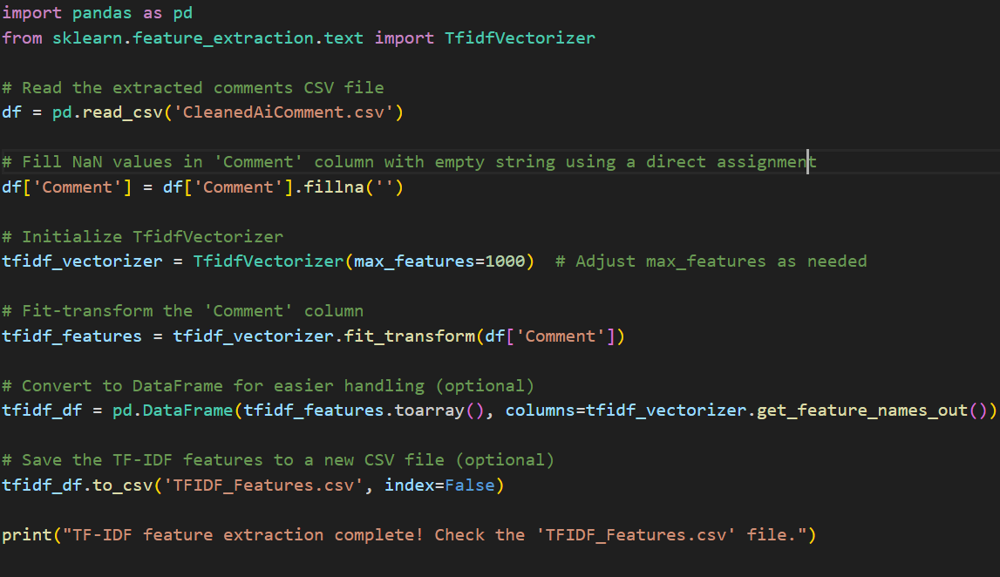 import pandas as pd
from sklearn.feature_extraction.text import TfidfVectorizer
# Read the extracted comments CSV file
df = pd.read_csv('CleanedAiComment.csv')
# Fill NaN values in 'Comment' column with empty string using a direct assignment
df['Comment'] = df['Comment'].fillna('')
# Initialize TfidfVectorizer
tfidf_vectorizer = TfidfVectorizer(max_features=1000)  # Adjust max_features as needed
# Fit-transform the 'Comment' column
tfidf_features = tfidf_vectorizer.fit_transform(df['Comment'])
# Convert to DataFrame for easier handling (optional)
tfidf_df = pd.DataFrame(tfidf_features.toarray(), columns=tfidf_vectorizer.get_feature_names_out())
# Save the TF-IDF features to a new CSV file (optional)
tfidf_df.to_csv('TFIDF_Features.csv', index=False)
print("TF-IDF feature extraction complete! Check the 'TFIDF_Features.csv' file.")